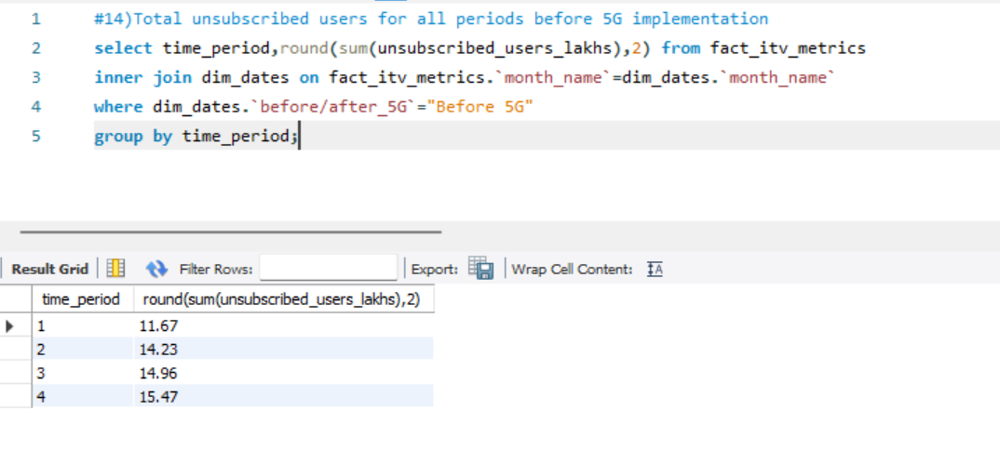 1 #14)Total unsubscribed users for all periods before 5G implementation
2 select time_period,round(sum(unsubscribed_users_lakhs),2) from fact_itv_metrics
3 inner join dim_dates on fact_itv_metrics.`month_name`=dim_dates.`month_name`
4 where dim_dates.`before/after_5G`="Before 5G"
5 group by time_period;
Result Grid Filter Rows: Export: Wrap Cell Content: IA
time_period round(sum(unsubscribed_users_lakhs),2)
1 11.67
2 14.23
3 14.96
4 15.47